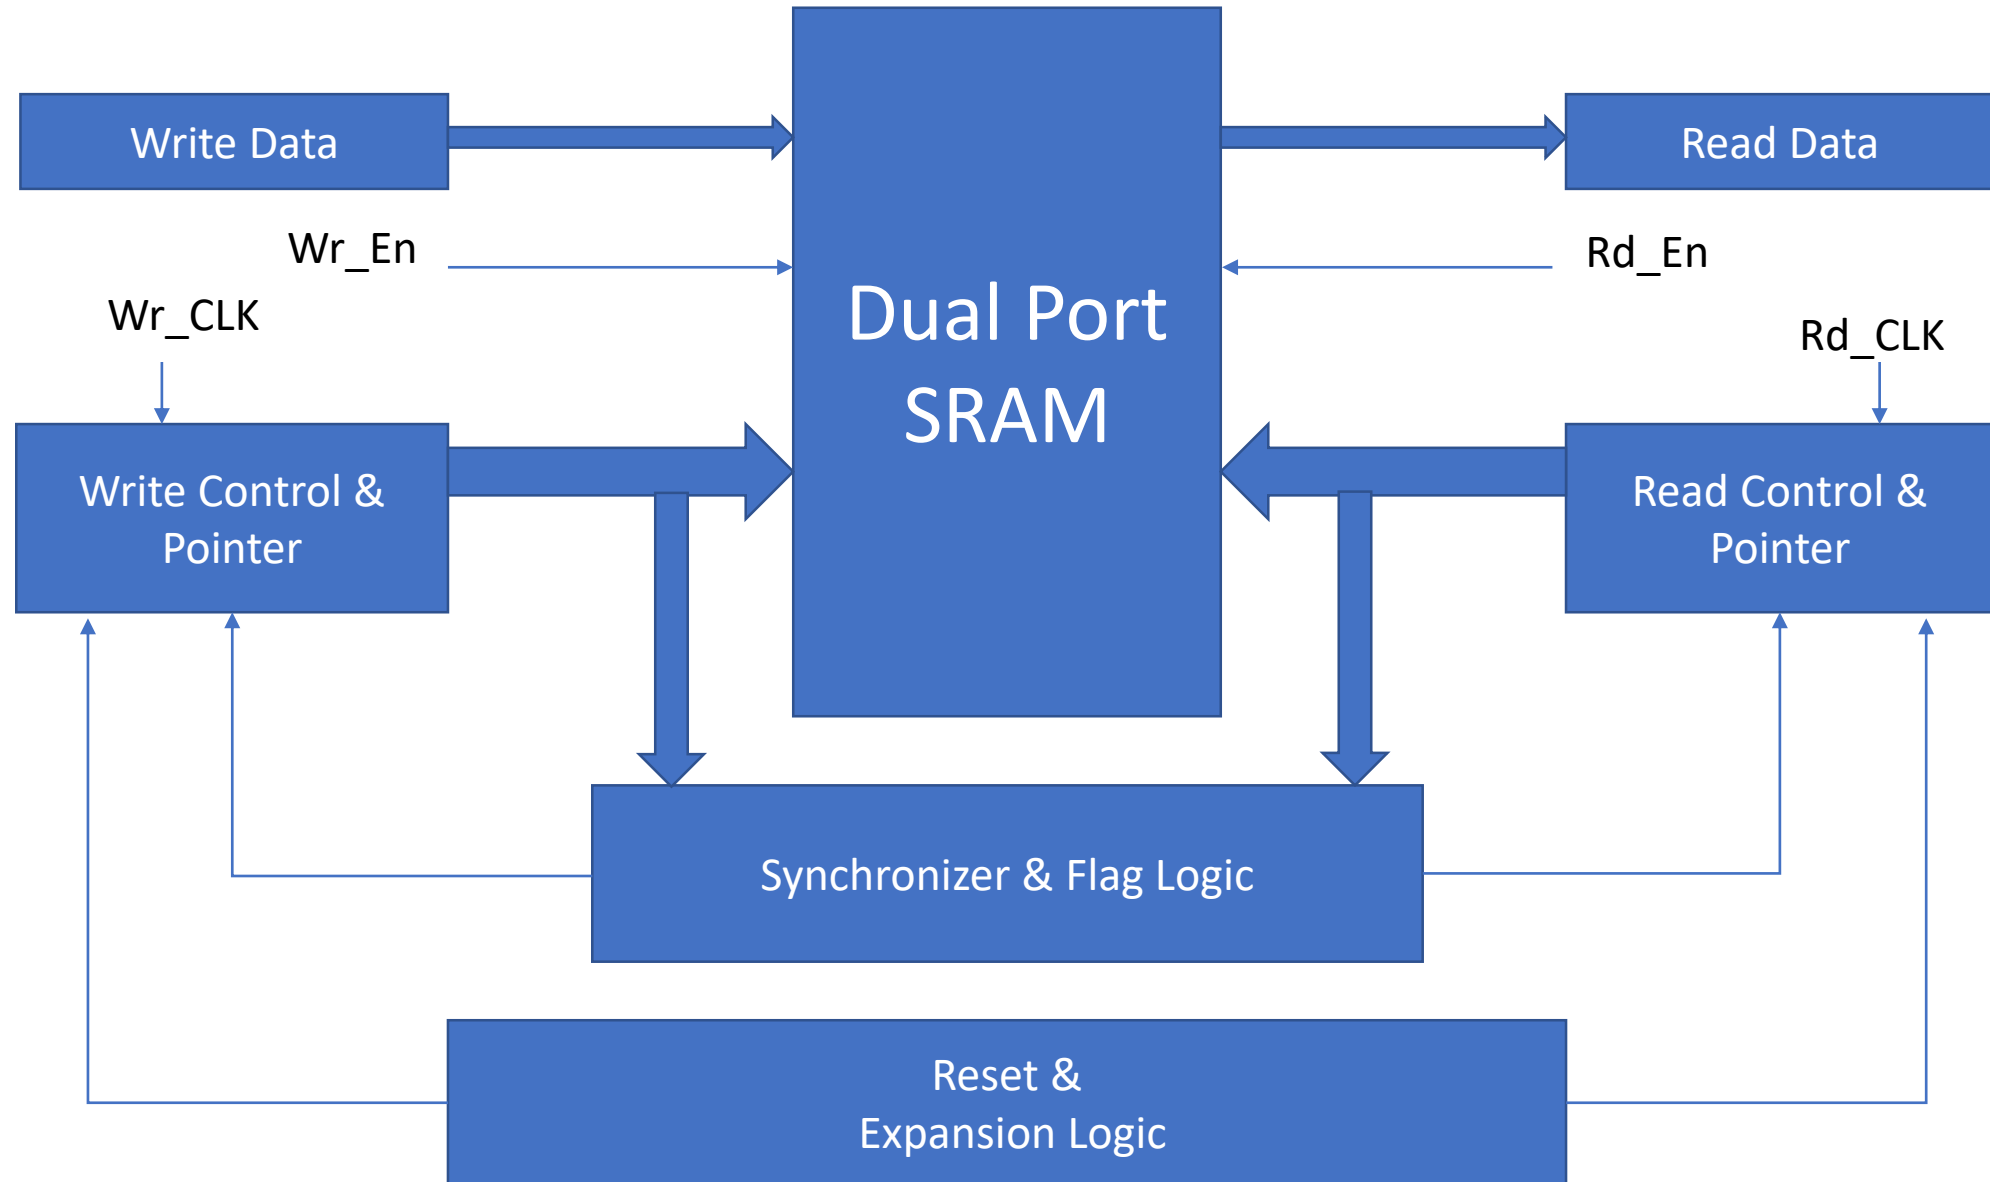 Write Data
Read Data
Wr_En
Rd_En
Wr_CLK
Rd_CLK
Dual Port
SRAM
Write Control &
Pointer
Read Control &
Pointer
Synchronizer & Flag Logic
Reset &
Expansion Logic